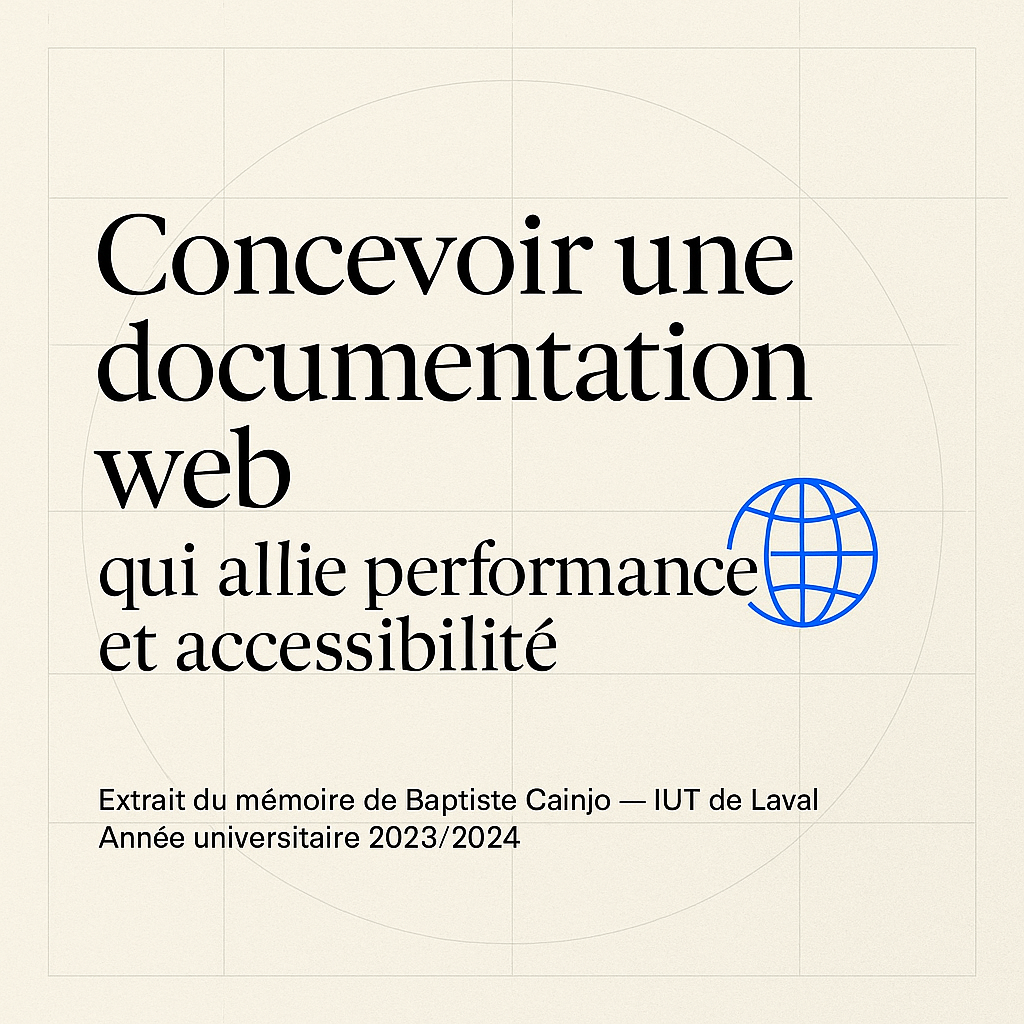 Concevoir une
documentation
web
qui allie performance
et accessibilité
Extrait du mémoire de Baptiste Cainjo — IUT de Laval
Année universitaire 2023/2024